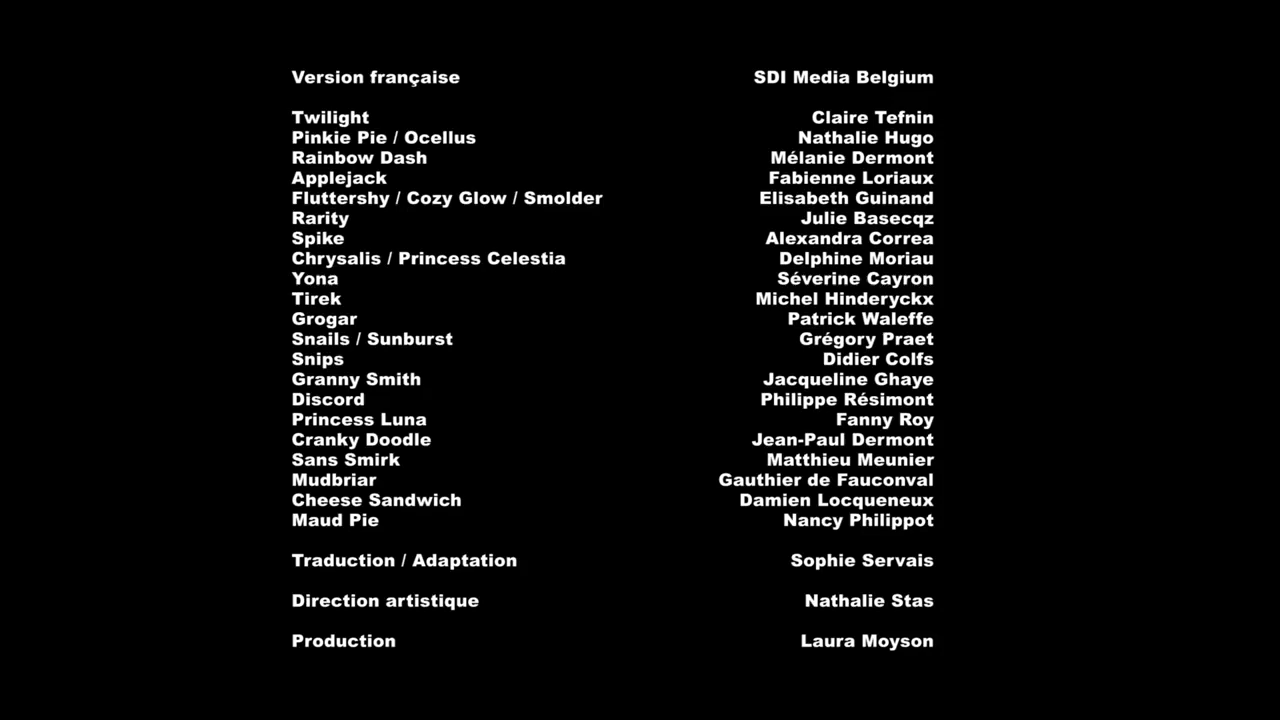 Version française SDI Media Belgium
Twilight Claire Tefnin
Pinkie Pie / Ocellus Nathalie Hugo
Rainbow Dash Mélanie Dermont
Applejack Fabienne Loriaux
Fluttershy / Cozy Glow / Smolder Elisabeth Guinand
Rarity Julie Basecqz
Spike Alexandra Correa
Chrysalis / Princess Celestia Delphine Moriau
Yona Séverine Cayron
Tirek Michel Hinderyckx
Grogar Patrick Waleffe
Snails / Sunburst Grégory Praet
Snips Didier Colfs
Granny Smith Jacqueline Ghaye
Discord Philippe Résimont
Princess Luna Fanny Roy
Cranky Doodle Jean-Paul Dermont
Sans Smirk Matthieu Meunier
Mudbriar Gauthier de Fauconval
Cheese Sandwich Damien Locqueneux
Maud Pie Nancy Philippot
Traduction / Adaptation Sophie Servais
Direction artistique Nathalie Stas
Production Laura Moyson